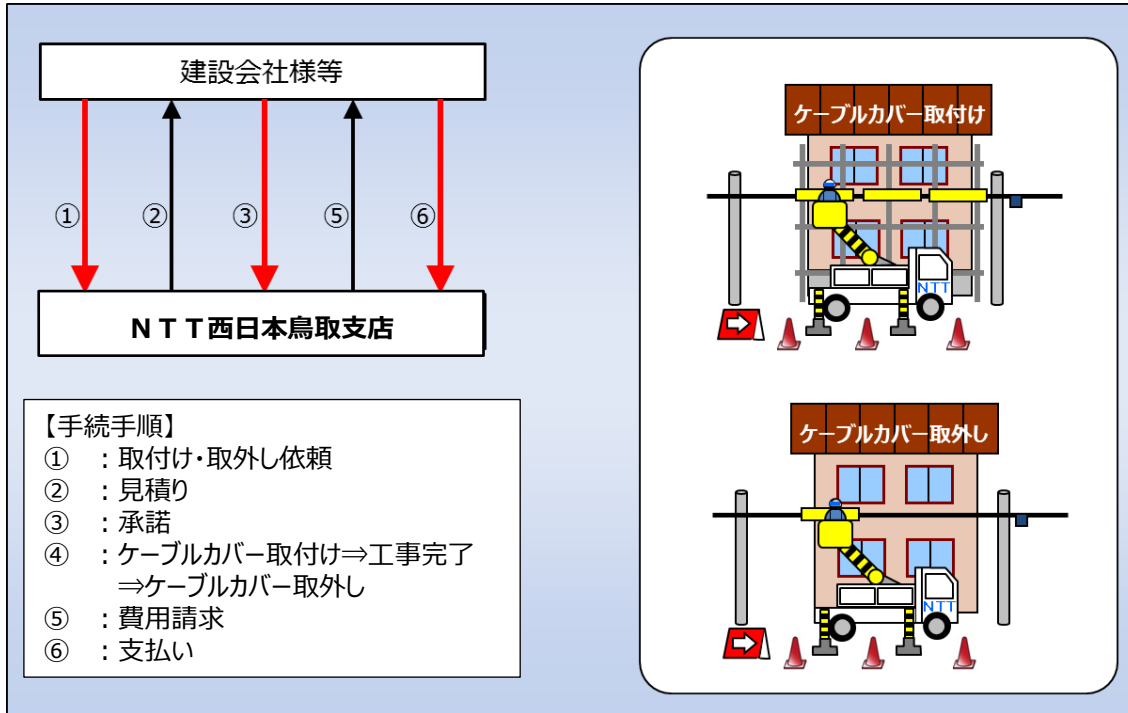 建設会社様等
①
②
③
⑤
⑥
NTT西日本鳥取支店
【手続手順】
① :取付け・取外し依頼
② :見積り
③ :承諾
④ :ケーブルカバー取付け⇒工事完了
⇒ケーブルカバー取外し
⑤ :費用請求
⑥ :支払い
ケーブルカバー取付け
NTT
ケーブルカバー取外し
NTT